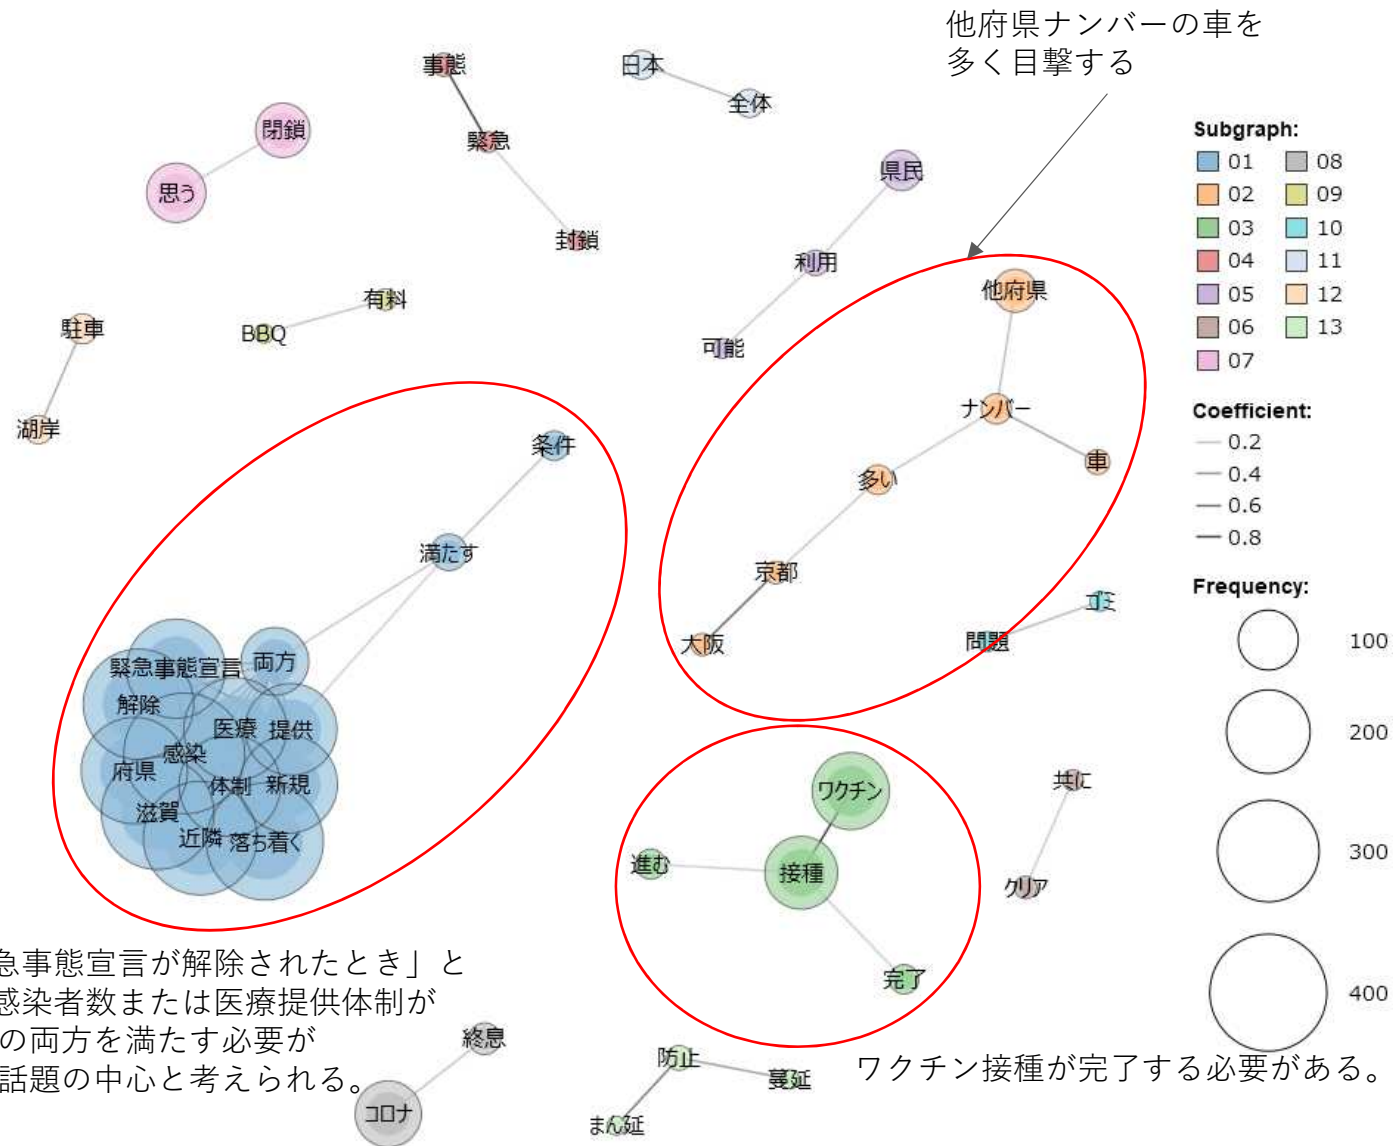 他府県ナンバーの車を
多く目撃する
事態
日本
全体
閉鎖
緊急
思う
県民
封鎖
利用
他府県
有料
駐車
BBQ
可能
ナンバー
湖岸
条件
車
多い
満たす
京都
ゴミ
大阪
問題
緊急事態宣言
両方
解除
医療
提供
感染
府県
体制
新規
滋賀
近隣
落ち着く
ワクチン
共に
進む
接種
クリア
完了
Subgraph:
01 08
02 09
03 10
04 11
05 12
06 13
07
Coefficient:
0.2
0.4
0.6
0.8
Frequency:
100
200
300
400
急事態宣言が解除されたとき」と
感染者数または医療提供体制が
の両方を満たす必要が
話題の中心と考えられる。
終息
コロナ
防止
蔓延
まん延
ワクチン接種が完了する必要がある。